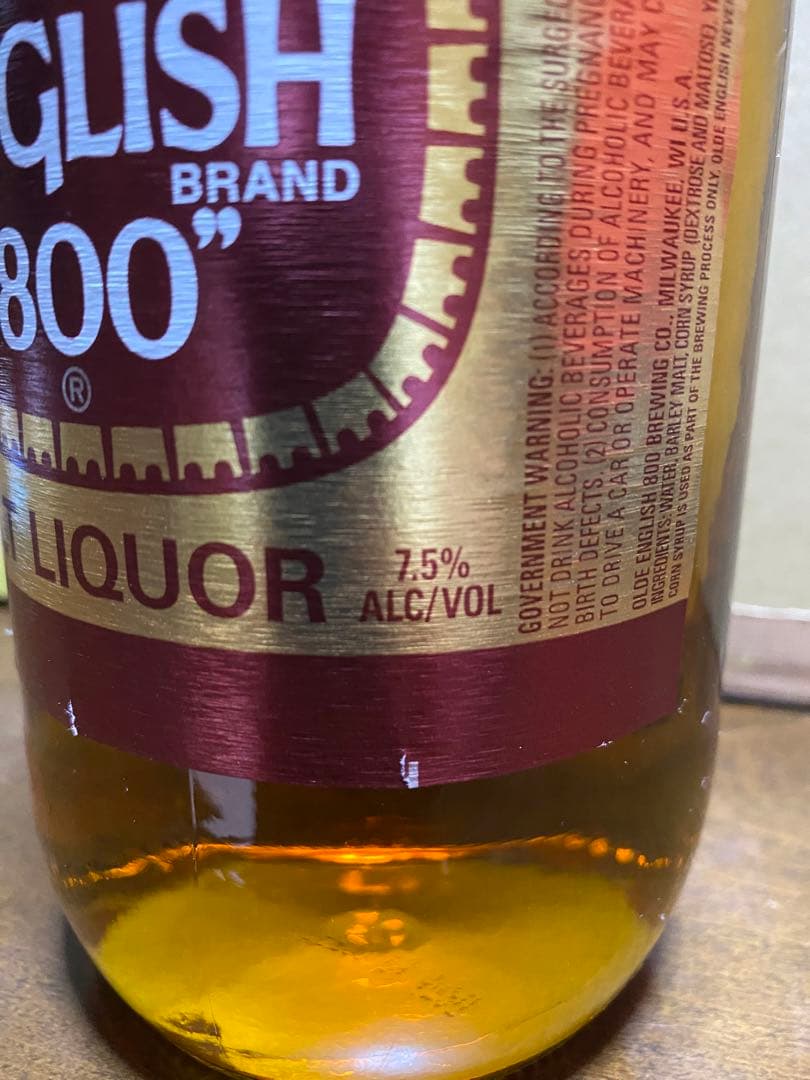 GLISH
BRAND
800”
®
T LIQUOR
7.5%
ALC/VOL
GOVERNMENT WARNING: (1) ACCORDING TO THE SURGEO
NOT DRINK ALCOHOLIC BEVERAGES DURING PREGNANC
BIRTH DEFECTS. (2) CONSUMPTION OF ALCOHOLIC BEVERA
TO DRIVE A CAR OR OPERATE MACHINERY, AND MAY C
OLDE ENGLISH 800 BREWING CO., MILWAUKEE, WI U.S.A.
INGREDIENTS: WATER, BARLEY MALT, CORN SYRUP (DEXTROSE AND MALTOSE), Y
CORN SYRUP IS USED AS PART OF THE BREWING PROCESS ONLY. OLDE ENGLISH NEVER